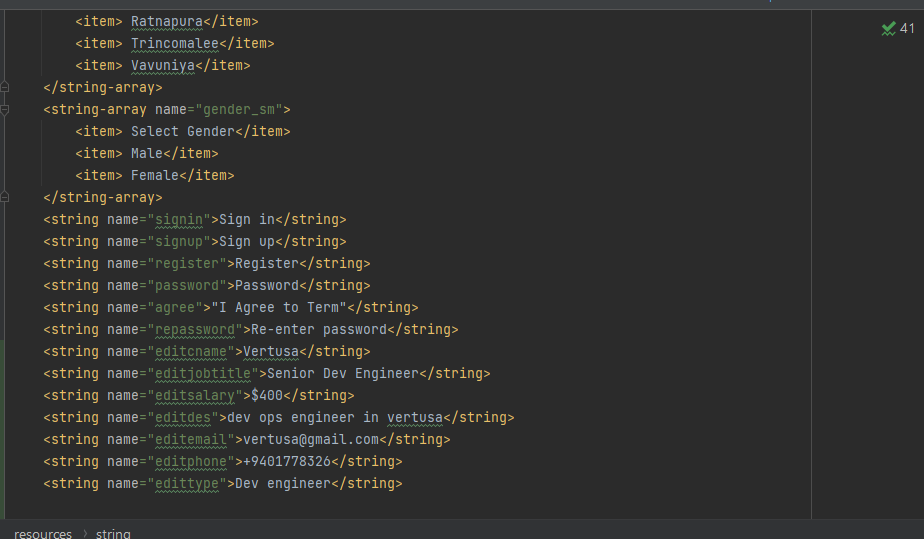 <item> Ratnapura</item>
41
<item> Trincomalee</item>
<item> Vavuniya</item>
</string-array>
<string-array name="gender_sm">
<item> Select Gender</item>
<item> Male</item>
<item> Female</item>
</string-array>
<string name="signin">Sign in</string>
<string name="signup">Sign up</string>
<string name="register">Register</string>
<string name="password">Password</string>
<string name="agree">"I Agree to Term"</string>
<string name="repassword">Re-enter password</string>
<string name="editcname">Vertusa</string>
<string name="editjobtitle">Senior Dev Engineer</string>
<string name="editsalary">$400</string>
<string name="editdes">dev ops engineer in vertusa</string>
<string name="editemail">vertusa@gmail.com</string>
<string name="editphone">+9401778326</string>
<string name="edittype">Dev engineer</string>
resources › string